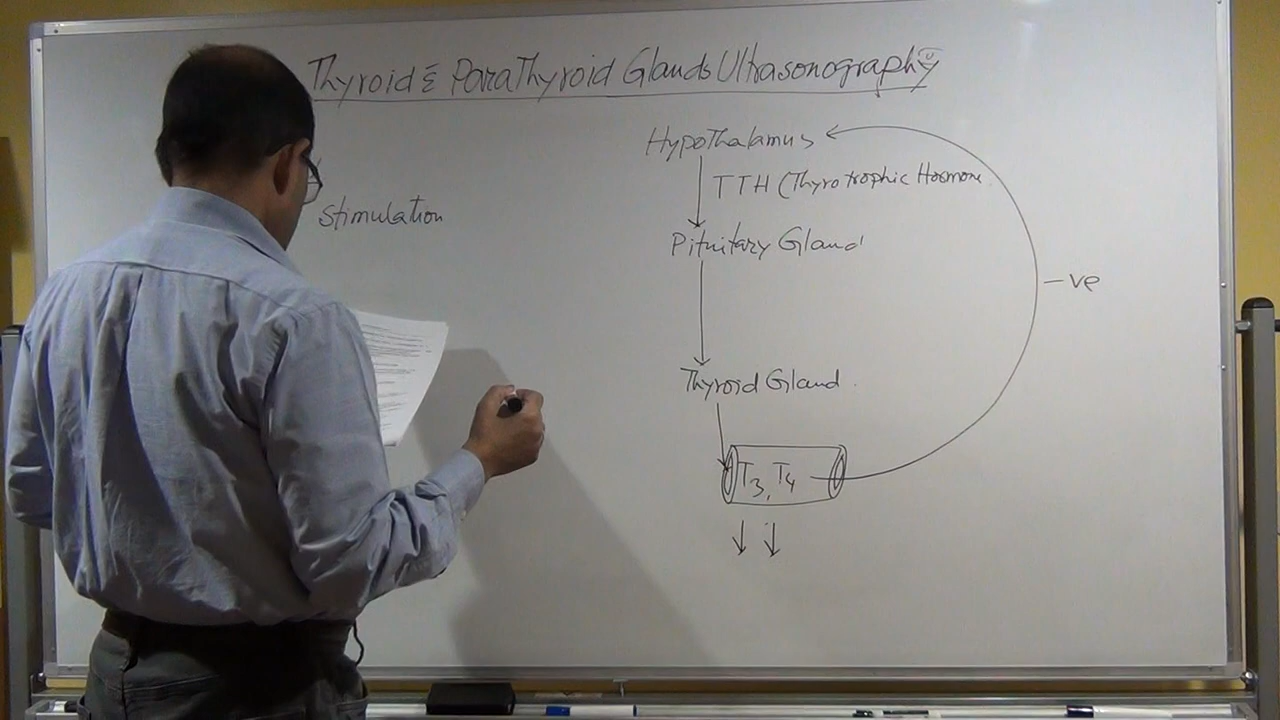 Thyroid & ParaThyroid Glands Ultrasonography
Stimulation
Hypothalamus
TTH (Thyrotrophic Hormone
Pituitary Gland
-ve
Thyroid Gland
T3, T4